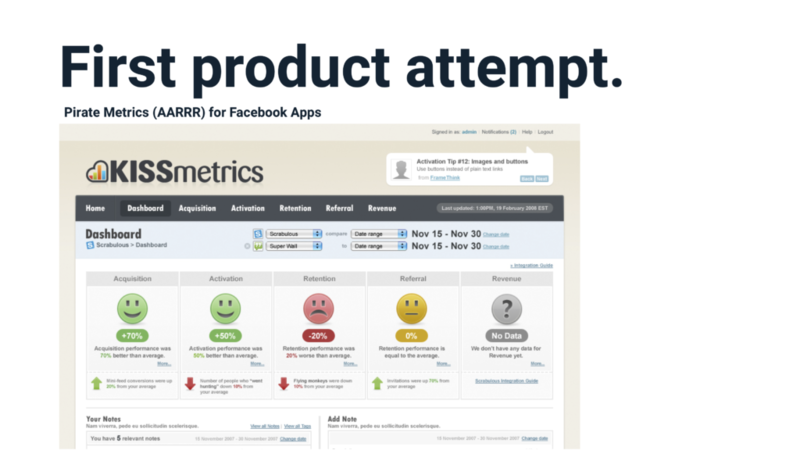 First product attempt.
Pirate Metrics (AARRR) for Facebook Apps
Signed in as: admin Notifications (2) Help Logout
KISSmetrics
Activation Tip #12: Images and buttons
Use buttons instead of plain text links.
from FrameThink
Back Next
Home Dashboard Acquisition Activation Retention Referral Revenue
Last updated: 1:00PM, 19 February 2008 EST
Dashboard
Scrabulous compare Date range Nov 15 - Nov 30 Change date
Scrabulous > Dashboard
Super Wall to Date range Nov 15 - Nov 30 Change date
Integration Guide
Acquisition Activation Retention Referral Revenue
+70% +50% -20% 0% No Data
Acquisition performance was 70% better than average.
Activation performance was 50% better than average.
Retention performance was 20% worse than average.
Referral performance is equal to the average.
We don't have any data for Revenue yet.
More... More... More... More... More...
conversions were up 20% from your average
Number of people who "went hunting" down 10% from your average
Flying monkeys were down 10% from your average
Invitations were up 70% from your average
Scrabulous Integration Guide
Your Notes
Nam viverra, pede eu sollicitudin scelerisque.
View all Notes View all Tags
You have 5 relevant notes
15 November 2007 - 30 November 2007 Change date
Add Note
Nam viverra, pede eu sollicitudin scelerisque.
15 November 2007 - 30 November 2007 Change date